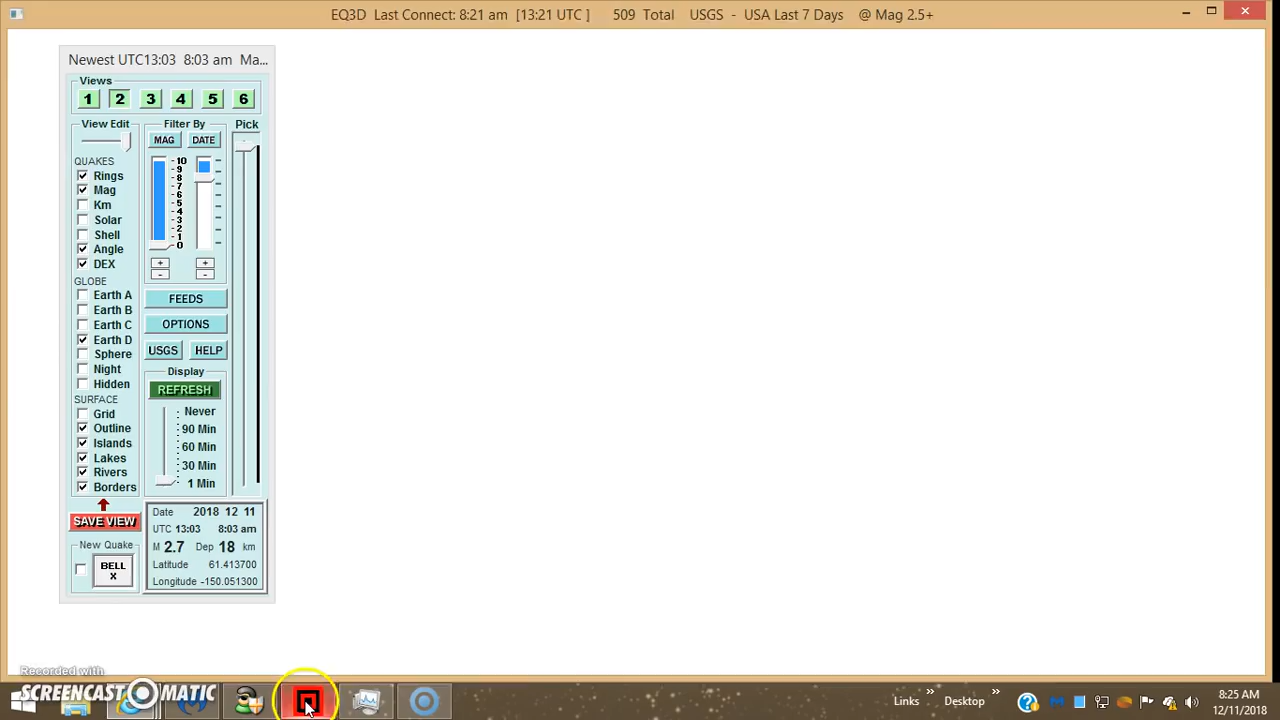 EQ3D Last Connect: 8:21 am [13:21 UTC ] 509 Total USGS - USA Last 7 Days @ Mag 2.5+
Newest UTC13:03 8:03 am Ma...
Views
1 2 3 4 5 6
View Edit
QUAKES
Rings
Mag
Km
Solar
Shell
Angle
DEX
GLOBE
Earth A
Earth B
Earth C
Earth D
Sphere
Night
Hidden
SURFACE
Grid
Outline
Islands
Lakes
Rivers
Borders
SAVE VIEW
New Quake
BELL
X
Filter By
MAG DATE
10
9
8
7
6
5
4
3
2
1
0
+ +
- -
FEEDS
OPTIONS
USGS HELP
Display
REFRESH
Never
90 Min
60 Min
30 Min
1 Min
Pick
Date 2018 12 11
UTC 13:03 8:03 am
M 2.7 Dep 18 km
Latitude 61.413700
Longitude -150.051300
Recorded with
SCREENCAST MATIC
Links » Desktop »
8:25 AM
12/11/2018